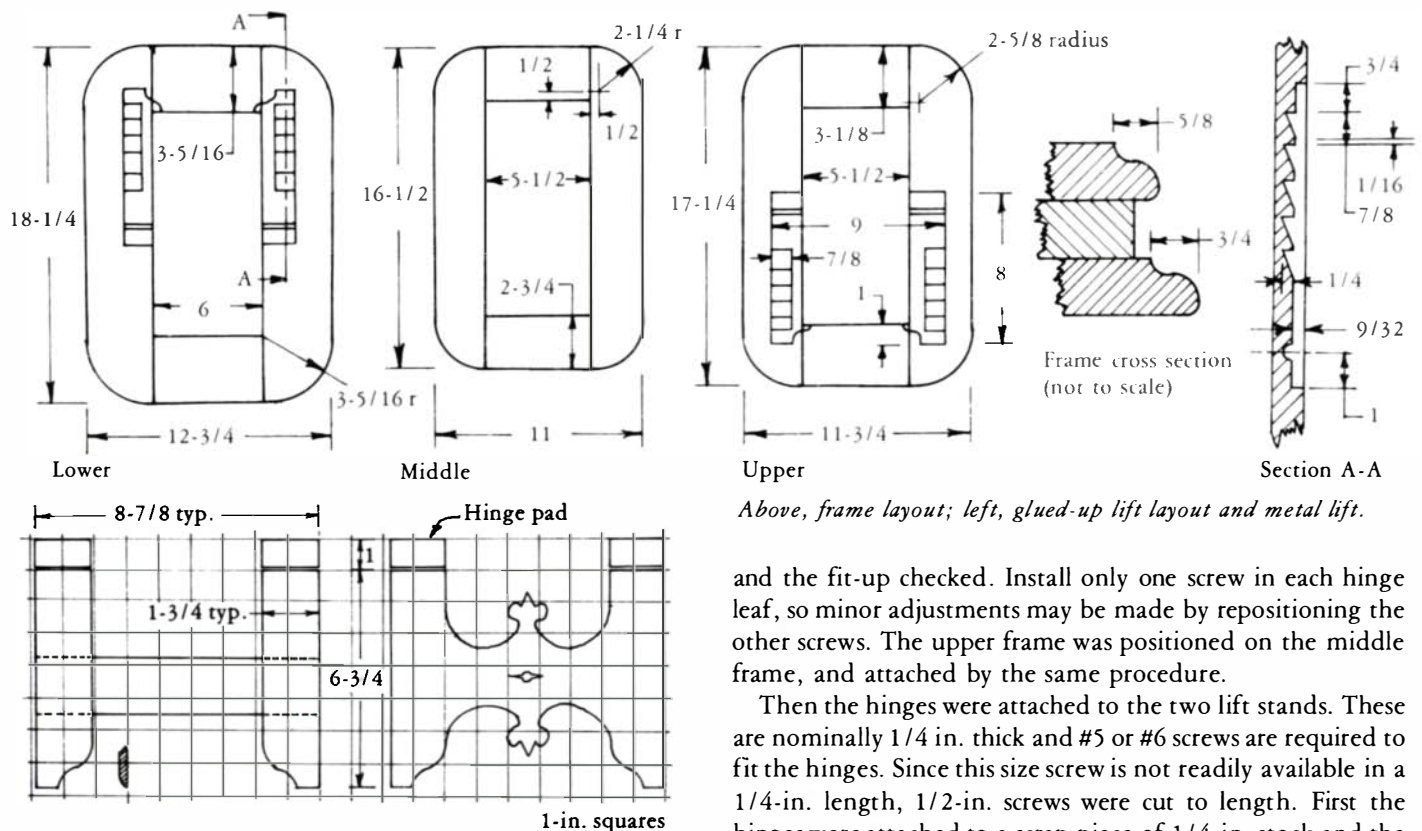 A
18-1/4
3-5/16
A
6
3-5/16 r
12-3/4
Lower
2-1/4 r
1/2
1/2
16-1/2
5-1/2
2-3/4
11
Middle
2-5/8 radius
3-1/8
17-1/4
5-1/2
9
7/8
8
1
11-3/4
Upper
5/8
3/4
Frame cross section
(not to scale)
3/4
1/16
7/8
1/4
9/32
1
Section A-A
8-7/8 typ.
Hinge pad
1
1-3/4 typ.
6-3/4
1-in. squares
Above, frame layout; left, glued-up lift layout and metal lift.
and the fit-up checked. Install only one screw in each hinge
leaf, so minor adjustments may be made by repositioning the
other screws. The upper frame was positioned on the middle
frame, and attached by the same procedure.
Then the hinges were attached to the two lift stands. These
are nominally 1/4 in. thick and #5 or #6 screws are required to
fit the hinges. Since this size screw is not readily available in a
1/4-in. length, 1/2-in. screws were cut to length. First the